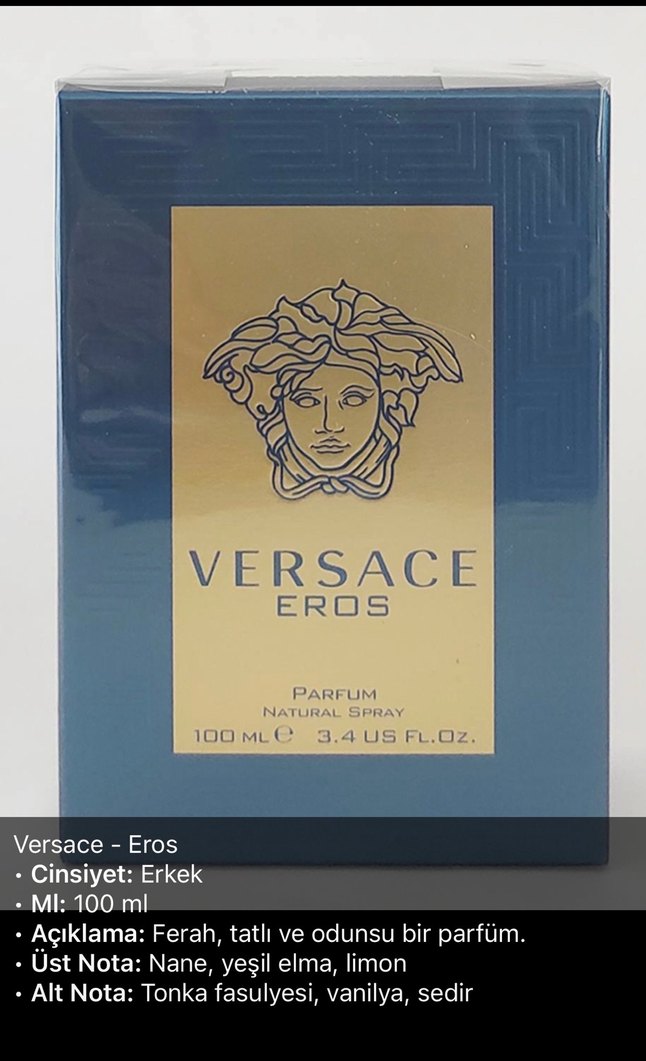 VERSACE
EROS
PARFUM
NATURAL SPRAY
100 ML ℮ 3.4 US FL.OZ.
Versace - Eros
• Cinsiyet: Erkek
• Ml: 100 ml
• Açıklama: Ferah, tatlı ve odunsu bir parfüm.
• Üst Nota: Nane, yeşil elma, limon
• Alt Nota: Tonka fasulyesi, vanilya, sedir